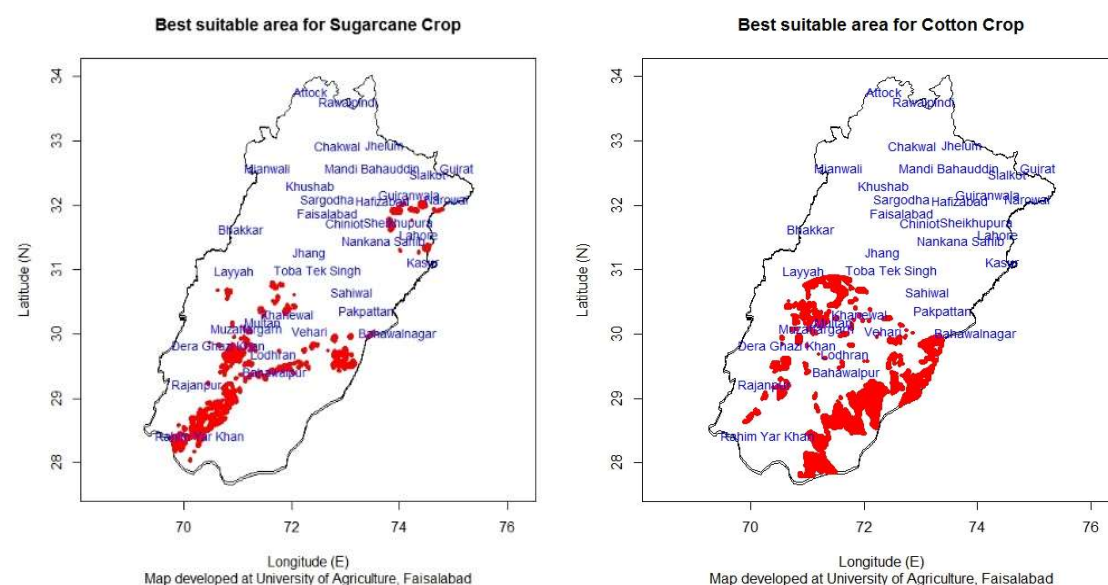 Best suitable area for Sugarcane Crop
34
33
32
31
30
29
28
Latitude (N)
Attock
Rawalpindi
Chakwal Jhelum
Mianwali Mandi Bahauddin Gujrat
Sialkut
Khushab
Sargodha Hafizabad Gujranwala Narowal
Faisalabad
Chiniot Sheikhupura
Bhakkar Lahore
Nankana Sahib
Jhang
Kasur
Layyah Toba Tek Singh
Sahiwal
Khanewal Pakpattan
Multan
Muzaffargarh Vehari Bahawalnagar
Dera Ghazi Khan
Lodhran
Bahawalpur
Rajanpur
Rahim Yar Khan
70 72 74 76
Longitude (E)
Map developed at University of Agriculture, Faisalabad
Best suitable area for Cotton Crop
34
33
32
31
30
29
28
Latitude (N)
Attock
Rawalpindi
Chakwal Jhelum
Mianwali Mandi Bahauddin Gujrat
Sialkut
Khushab
Sargodha Hafizabad Gujranwala Narowal
Faisalabad
Chiniot Sheikhupura
Bhakkar Lahore
Nankana Sahib
Jhang
Kasur
Layyah Toba Tek Singh
Sahiwal
Khanewal Pakpattan
Multan
Muzaffargarh Vehari Bahawalnagar
Dera Ghazi Khan
Lodhran
Bahawalpur
Rajanpur
Rahim Yar Khan
70 72 74 76
Longitude (E)
Map developed at University of Agriculture, Faisalabad